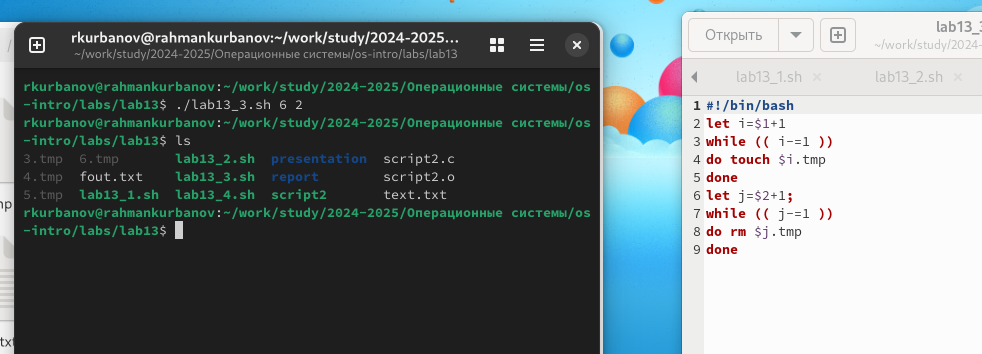 rkurbanov@rahmankurbanov:~/work/study/2024-2025...
~/work/study/2024-2025/Операционные системы/os-intro/labs/lab13
rkurbanov@rahmankurbanov:~/work/study/2024-2025/Операционные системы/os
-intro/labs/lab13$ ./lab13_3.sh 6 2
rkurbanov@rahmankurbanov:~/work/study/2024-2025/Операционные системы/os
-intro/labs/lab13$ ls
3.tmp 6.tmp lab13_2.sh presentation script2.c
4.tmp fout.txt lab13_3.sh report script2.o
5.tmp lab13_1.sh lab13_4.sh script2 text.txt
rkurbanov@rahmankurbanov:~/work/study/2024-2025/Операционные системы/os
-intro/labs/lab13$
Открыть
lab13_3
~/work/study/2024-
lab13_1.sh × lab13_2.sh ×
1 #!/bin/bash
2 let i=$1+1
3 while (( i-=1 ))
4 do touch $i.tmp
5 done
6 let j=$2+1;
7 while (( j-=1 ))
8 do rm $j.tmp
9 done